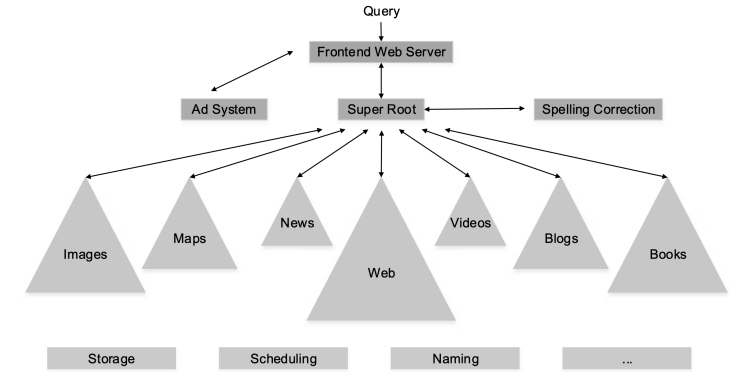 Query
Frontend Web Server
Ad System
Super Root
Spelling Correction
Images
Maps
News
Web
Videos
Blogs
Books
Storage
Scheduling
Naming
...